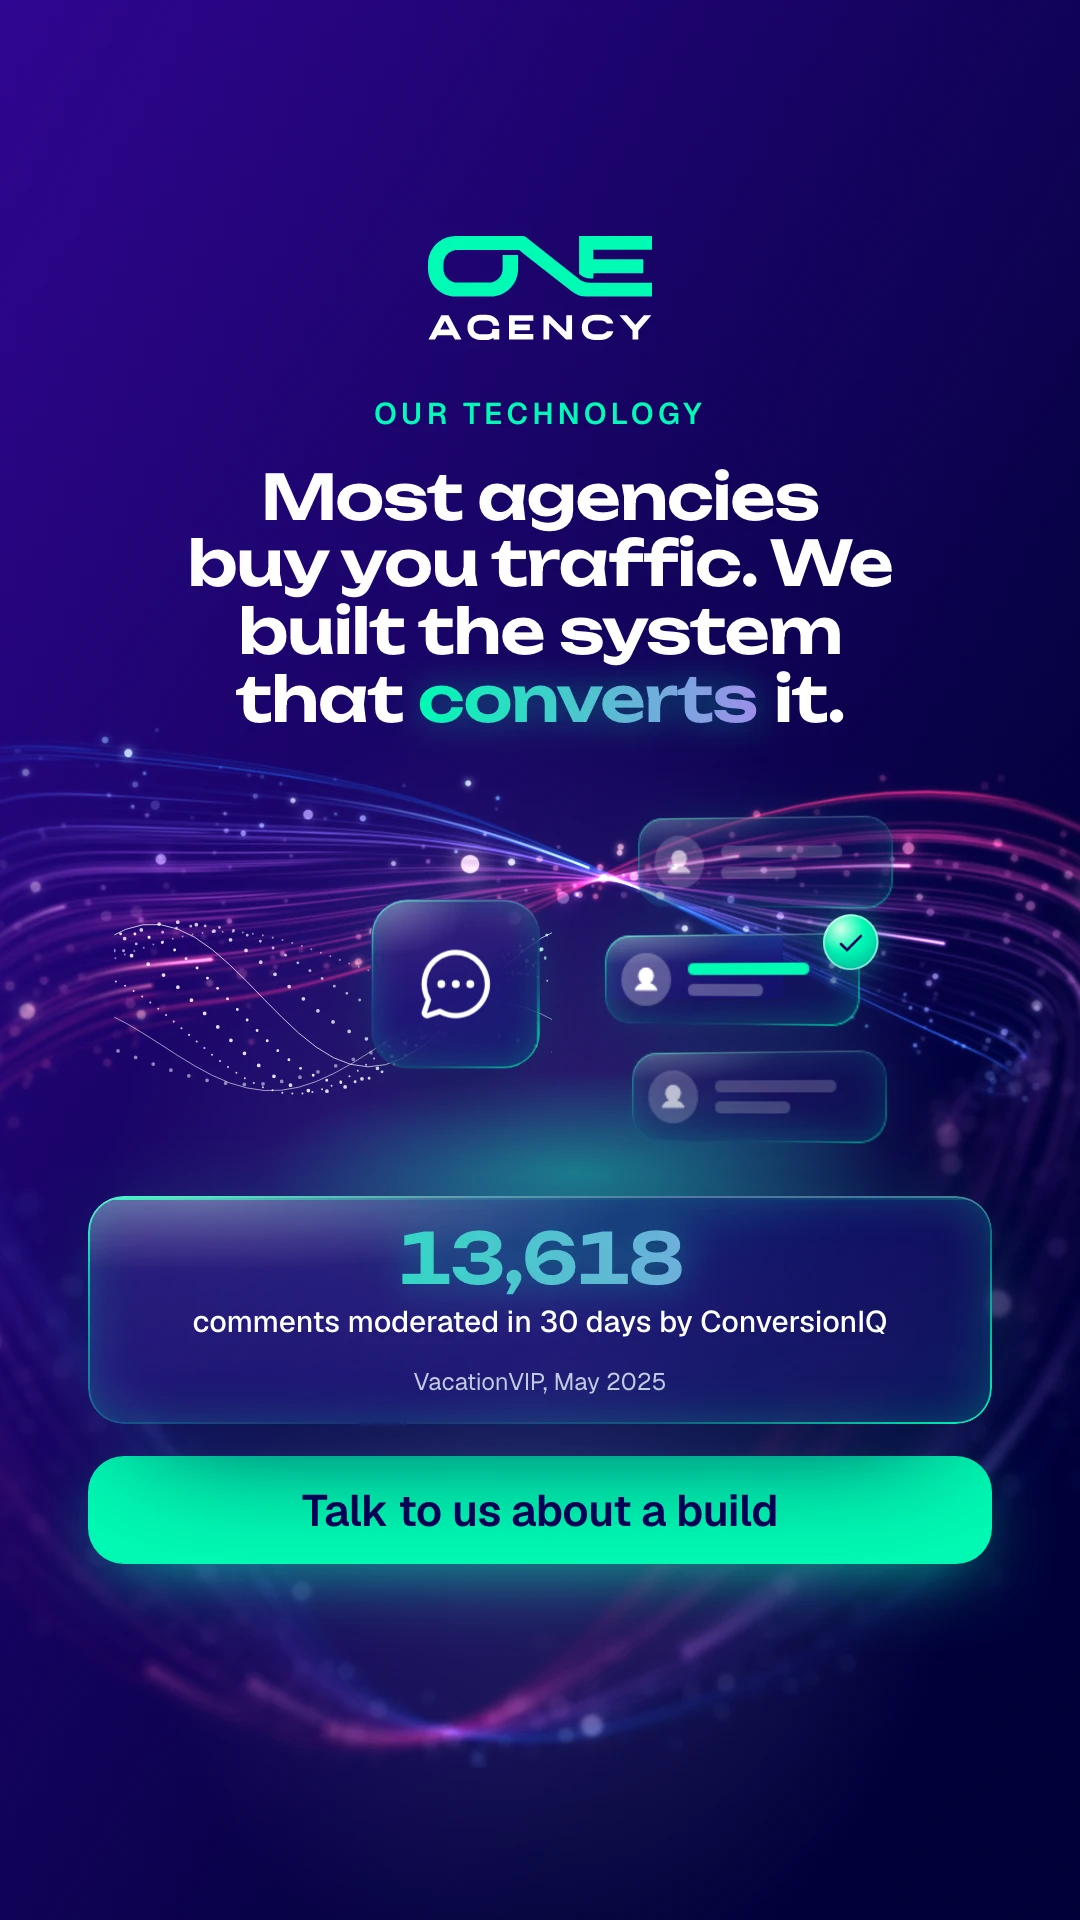 ONE
AGENCY
OUR TECHNOLOGY
Most agencies
buy you traffic. We
built the system
that converts it.
13,618
comments moderated in 30 days by ConversionIQ
VacationVIP, May 2025
Talk to us about a build